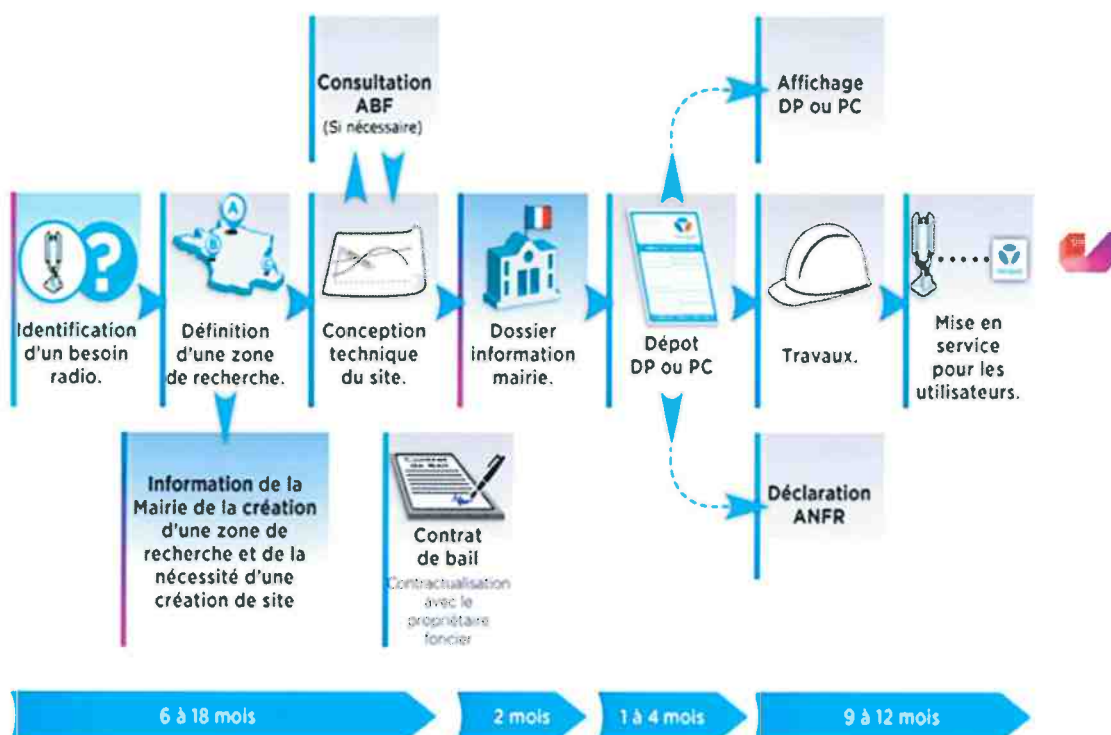 Consultation
ABF
(Si nécessaire)
Affichage
DP ou PC
A
Identification
d'un besoin
radio.
Définition
d'une zone
de recherche.
Conception
technique
du site.
Dossier
information
mairie.
Dépot
DP ou PC
Travaux.
Mise en
service
pour les
utilisateurs.
Information de la
Mairie de la création
d'une zone de
recherche et de la
nécessité d'une
création de site
Contrat de Bail
Contrat
de bail
Contractualisation
avec le
propriétaire
foncier
Déclaration
ANFR
6 à 18 mois
2 mois
1 à 4 mois
9 à 12 mois